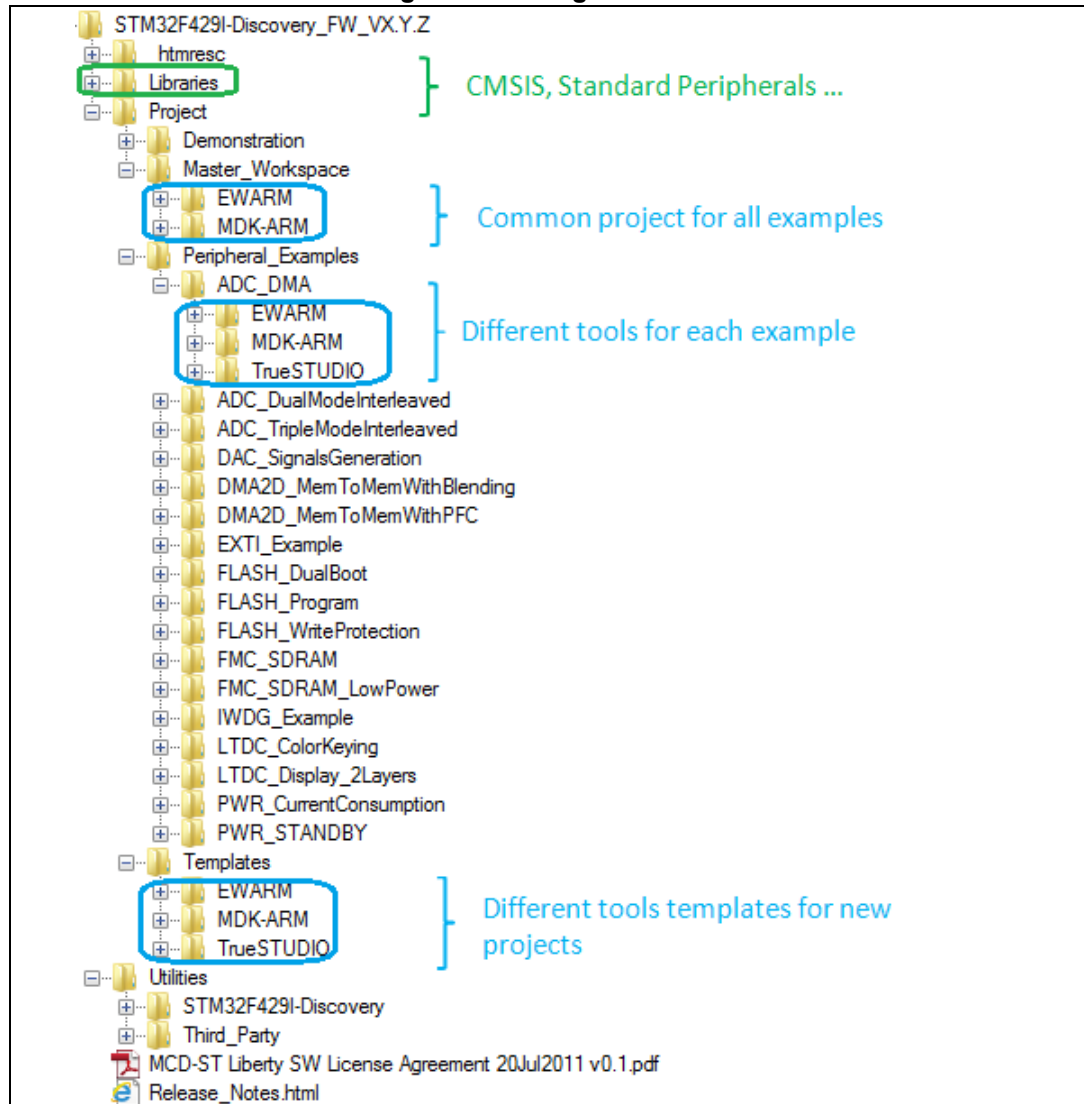 STM32F429I-Discovery_FW_VX.Y.Z
htmresc
Libraries
CMSIS, Standard Peripherals ...
Project
Demonstration
Master_Workspace
EWARM
MDK-ARM
Common project for all examples
Peripheral_Examples
ADC_DMA
EWARM
MDK-ARM
TrueSTUDIO
Different tools for each example
ADC_DualModeInterleaved
ADC_TripleModeInterleaved
DAC_SignalsGeneration
DMA2D_MemToMemWithBlending
DMA2D_MemToMemWithPFC
EXTI_Example
FLASH_DualBoot
FLASH_Program
FLASH_WriteProtection
FMC_SDRAM
FMC_SDRAM_LowPower
IWDG_Example
LTDC_ColorKeying
LTDC_Display_2Layers
PWR_CurrentConsumption
PWR_STANDBY
Templates
EWARM
MDK-ARM
TrueSTUDIO
Different tools templates for new
projects
Utilities
STM32F429I-Discovery
Third_Party
MCD-ST Liberty SW License Agreement 20Jul2011 v0.1.pdf
Release_Notes.html